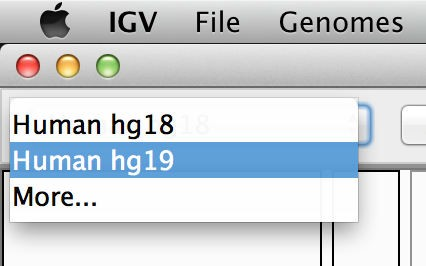 IGV File Genomes
Human hg18
Human hg19
More...